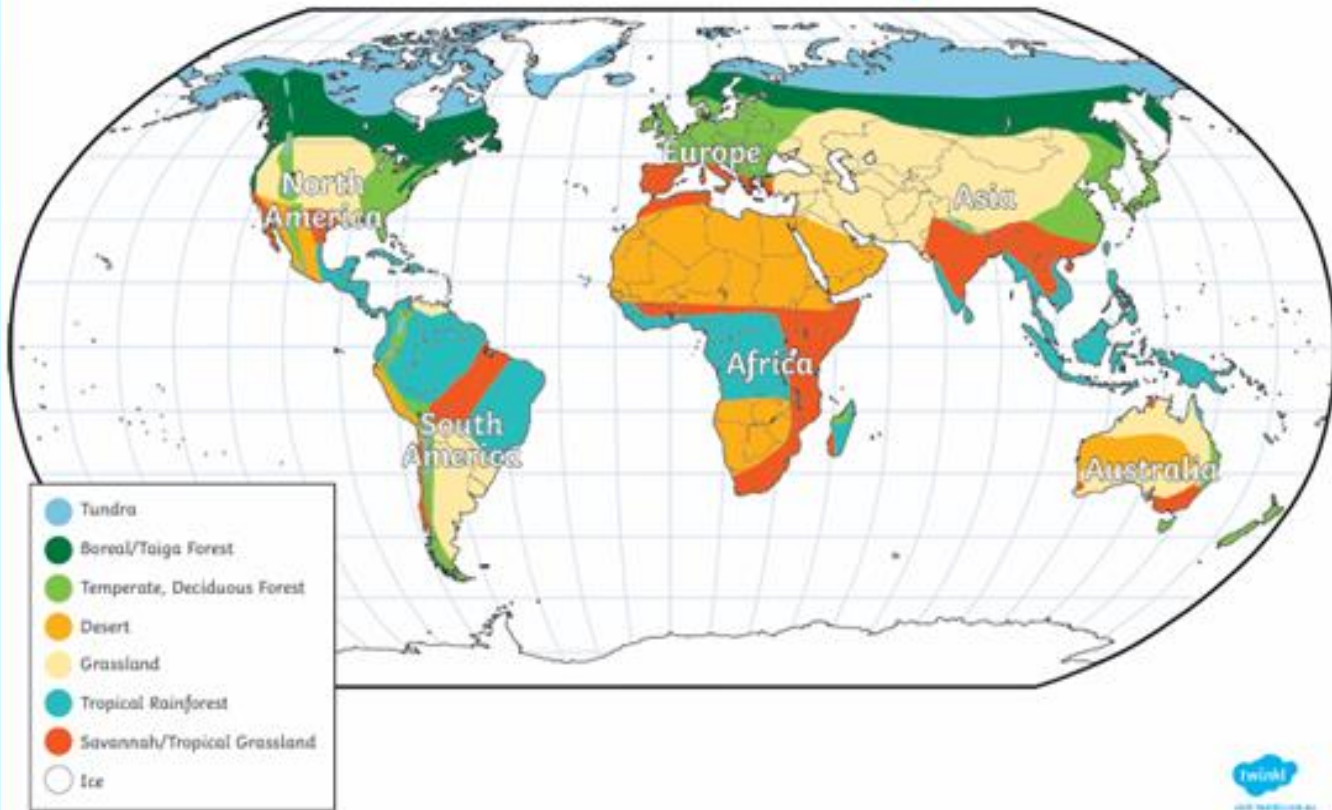 Europe
North
America
Asia
Africa
South
America
Australia
Tundra
Boreal/Taiga Forest
Temperate, Deciduous Forest
Desert
Grassland
Tropical Rainforest
Savannah/Tropical Grassland
Ice
twinkl